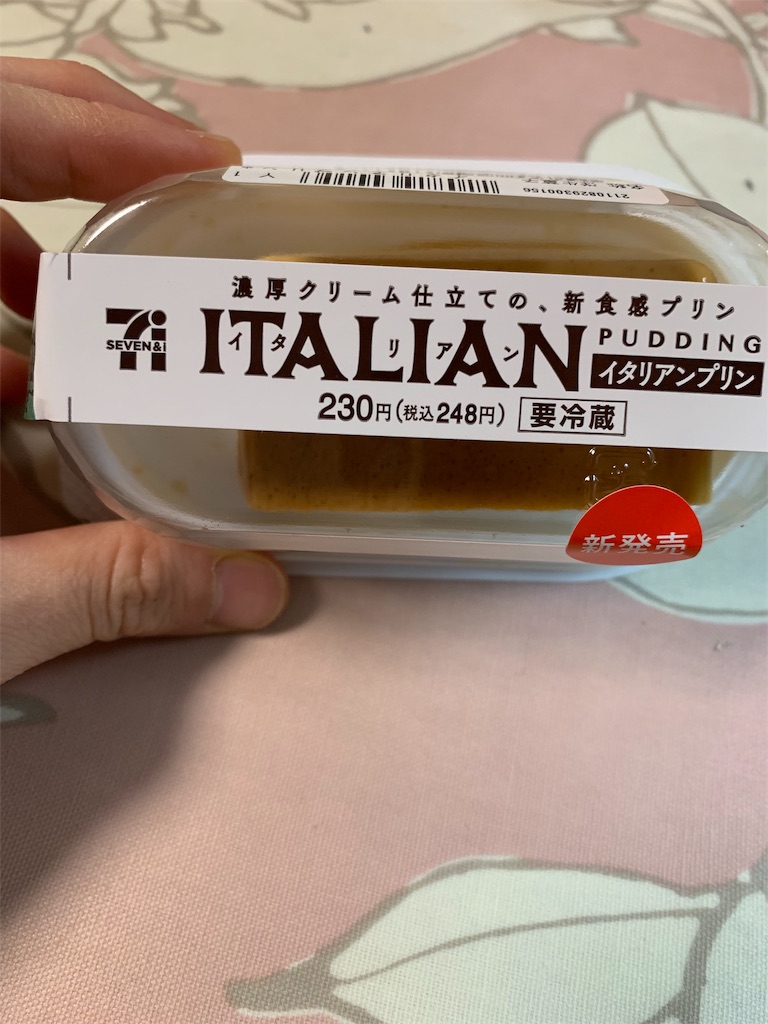 2110829300156
濃厚クリーム仕立ての、新食感プリン
SEVEN&i
ITALIAN
イタリアン
PUDDING
イタリアンプリン
230円(税込248円)
要冷蔵
新発売